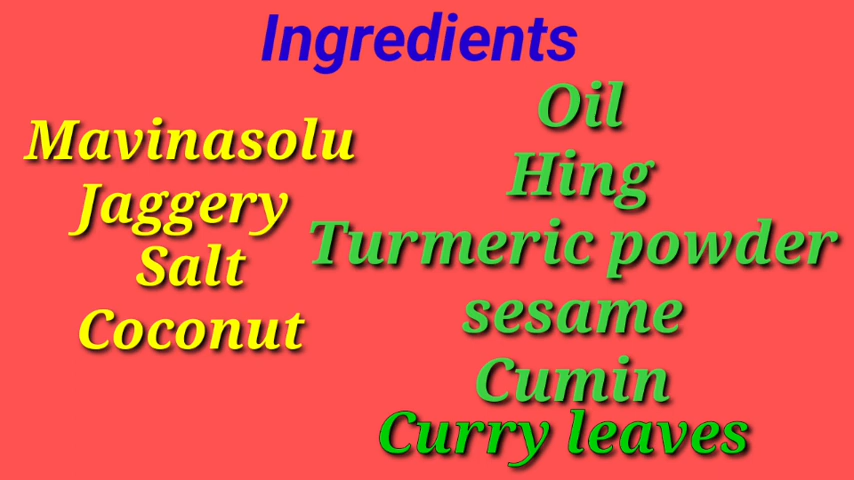 Ingredients
Mavinasolu
Jaggery
Salt
Coconut
Oil
Hing
Turmeric powder
sesame
Cumin
Curry leaves